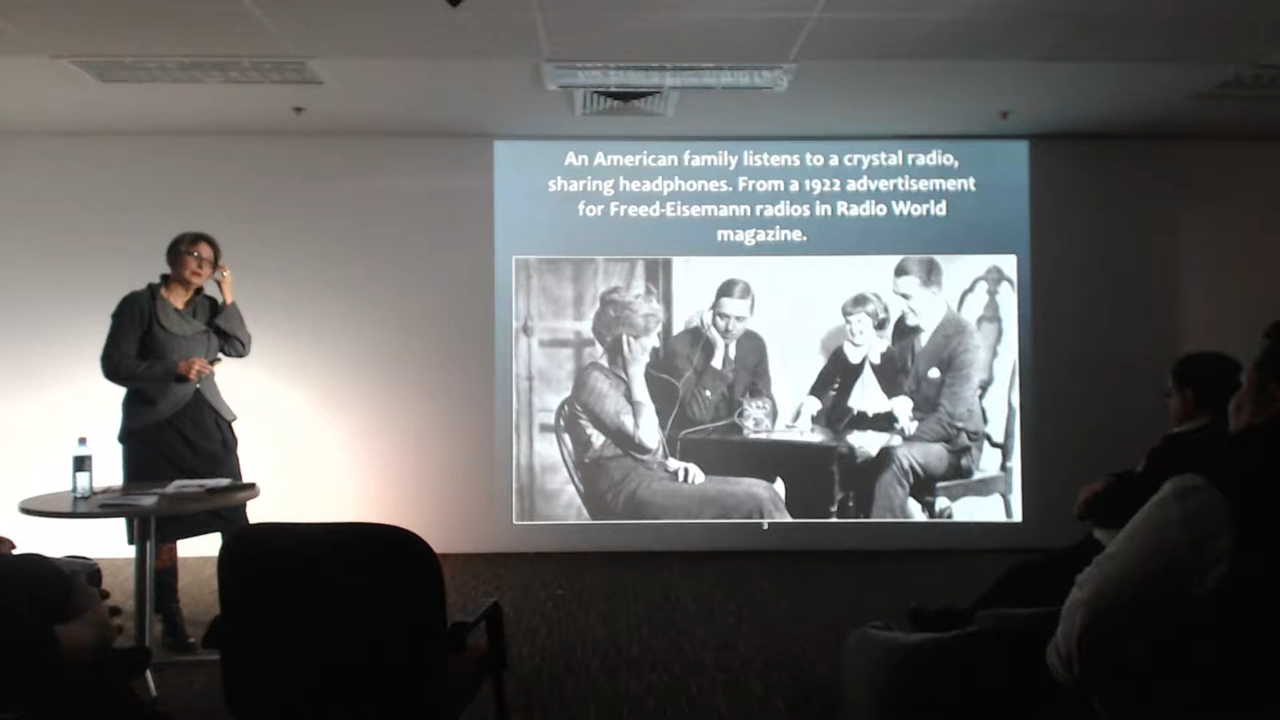 An American family listens to a crystal radio,
sharing headphones. From a 1922 advertisement
for Freed-Eisemann radios in Radio World
magazine.
3